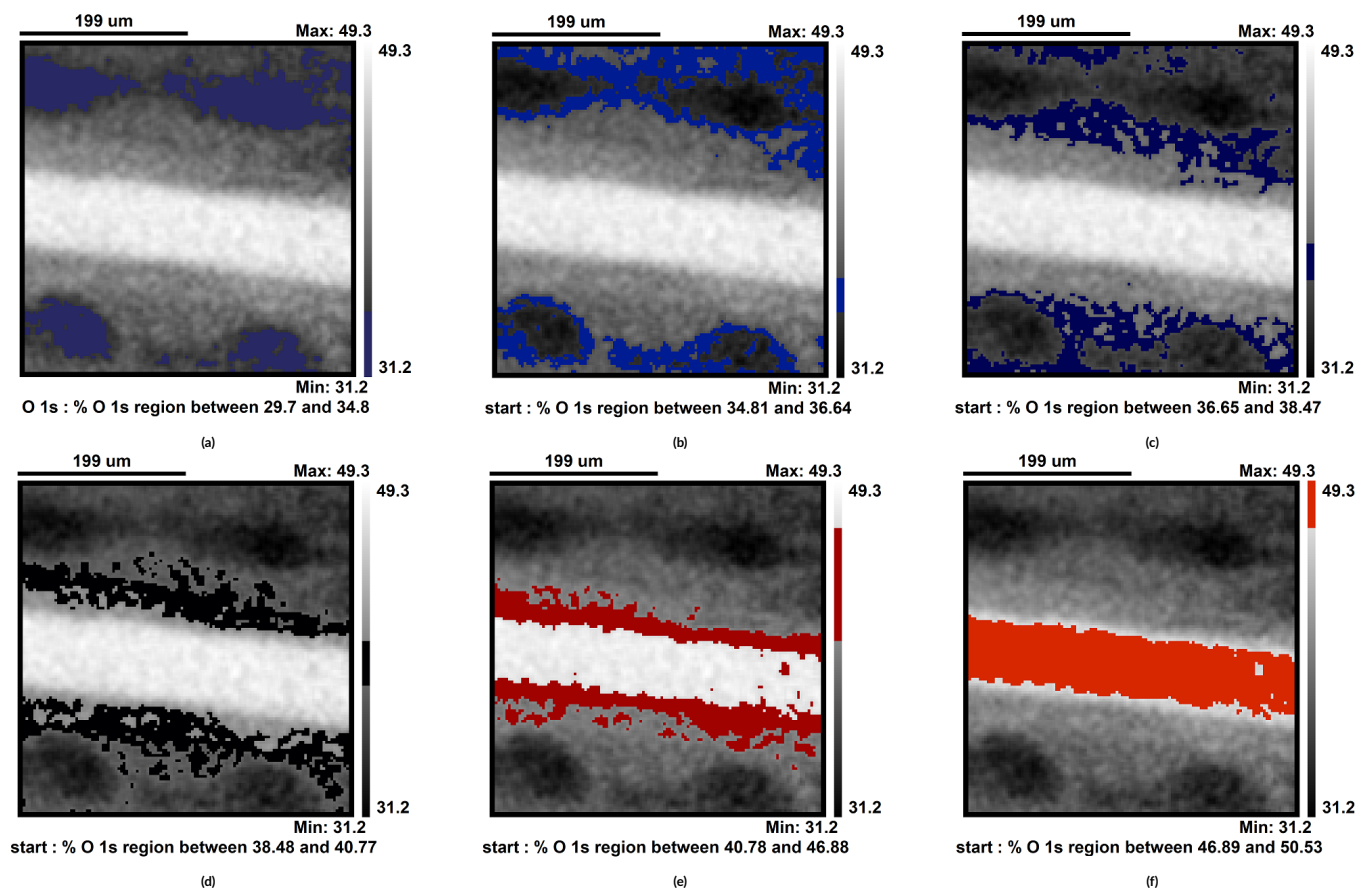 199 um
Max: 49.3
49.3
31.2
Min: 31.2
O 1s : % O 1s region between 29.7 and 34.8
(a)
199 um
Max: 49.3
49.3
31.2
Min: 31.2
start : % O 1s region between 34.81 and 36.64
(b)
199 um
Max: 49.3
49.3
31.2
Min: 31.2
start : % O 1s region between 36.65 and 38.47
(c)
199 um
Max: 49.3
49.3
31.2
Min: 31.2
start : % O 1s region between 38.48 and 40.77
(d)
199 um
Max: 49.3
49.3
31.2
Min: 31.2
start : % O 1s region between 40.78 and 46.88
(e)
199 um
Max: 49.3
49.3
31.2
Min: 31.2
start : % O 1s region between 46.89 and 50.53
(f)